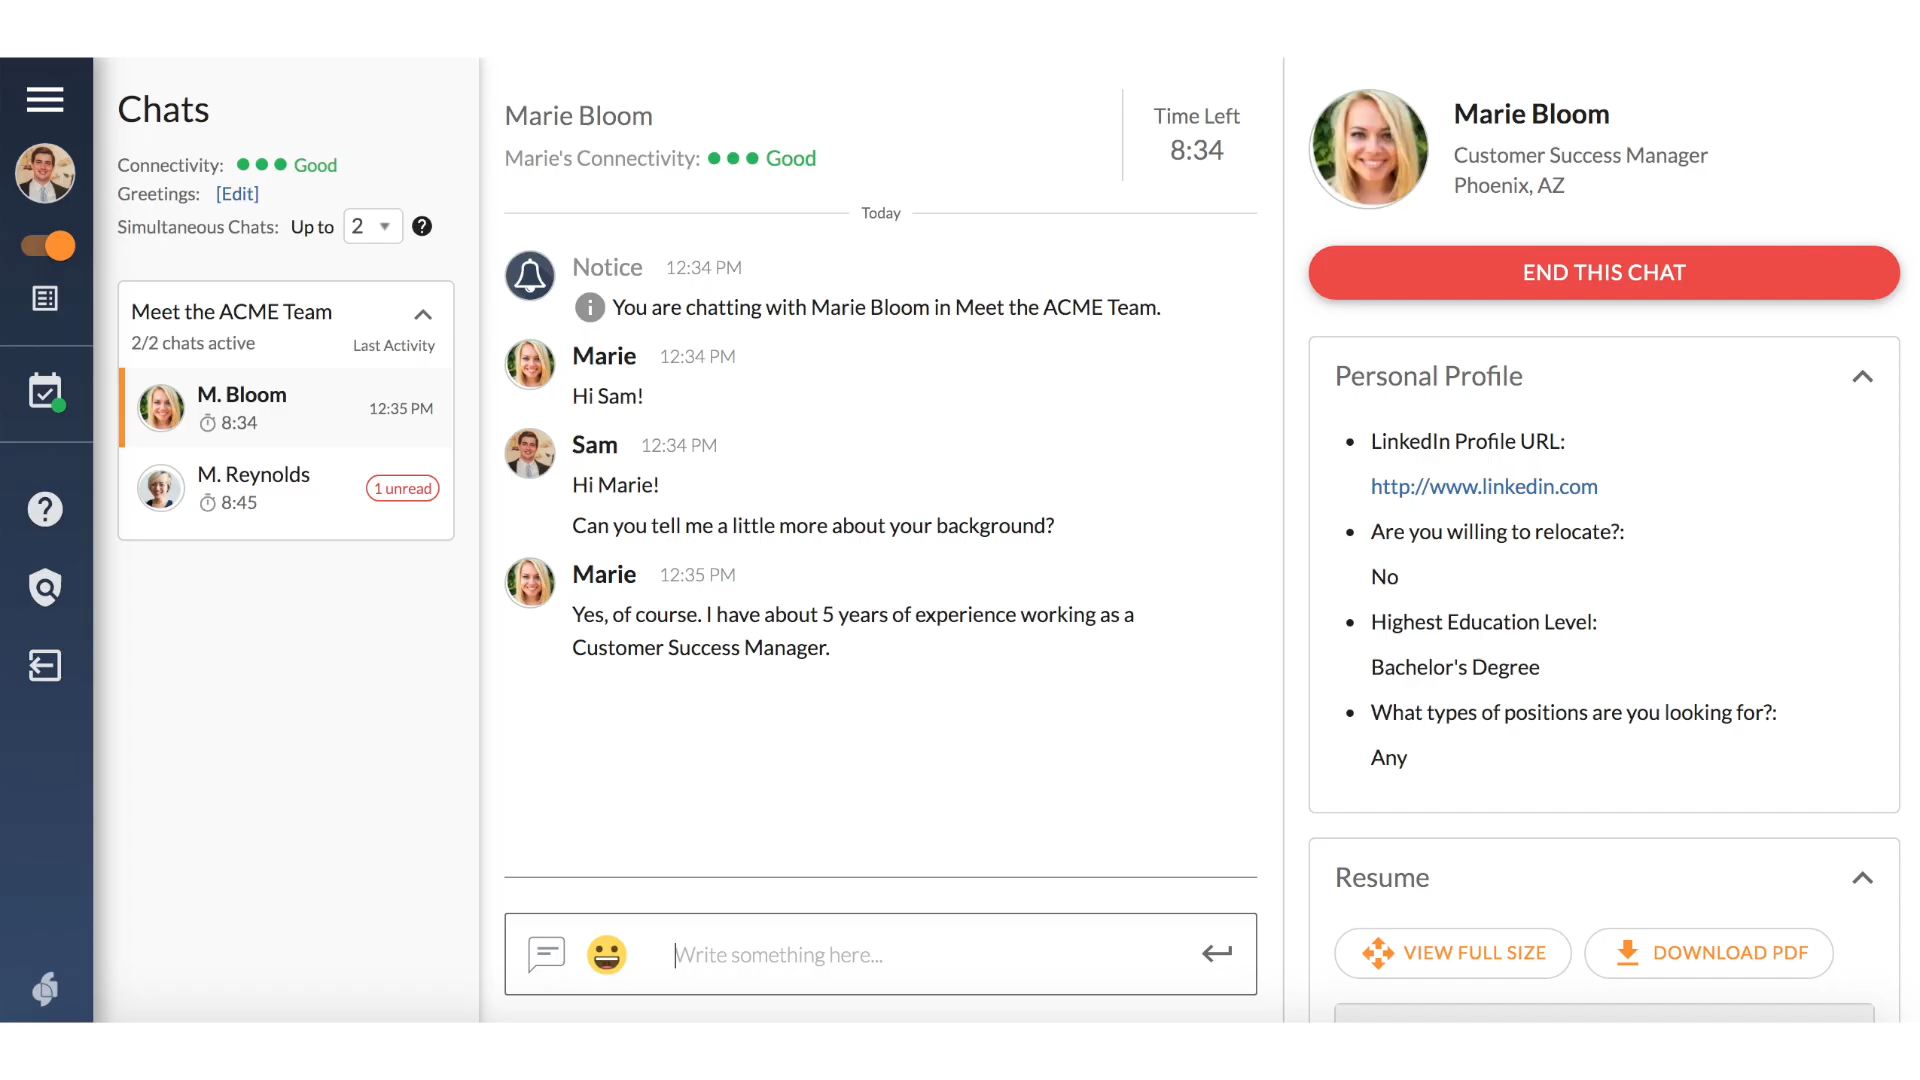 Chats
Connectivity: Good
Greetings: [Edit]
Simultaneous Chats: Up to 2 ?
Meet the ACME Team
2/2 chats active
Last Activity
M. Bloom
8:34
12:35 PM
M. Reynolds
8:45
1 unread
Marie Bloom
Marie's Connectivity: Good
Time Left
8:34
Today
Notice 12:34 PM
You are chatting with Marie Bloom in Meet the ACME Team.
Marie 12:34 PM
Hi Sam!
Sam 12:34 PM
Hi Marie!
Can you tell me a little more about your background?
Marie 12:35 PM
Yes, of course. I have about 5 years of experience working as a
Customer Success Manager.
Write something here...
Marie Bloom
Customer Success Manager
Phoenix, AZ
END THIS CHAT
Personal Profile
LinkedIn Profile URL:
http://www.linkedin.com
Are you willing to relocate?:
No
Highest Education Level:
Bachelor's Degree
What types of positions are you looking for?:
Any
Resume
VIEW FULL SIZE
DOWNLOAD PDF